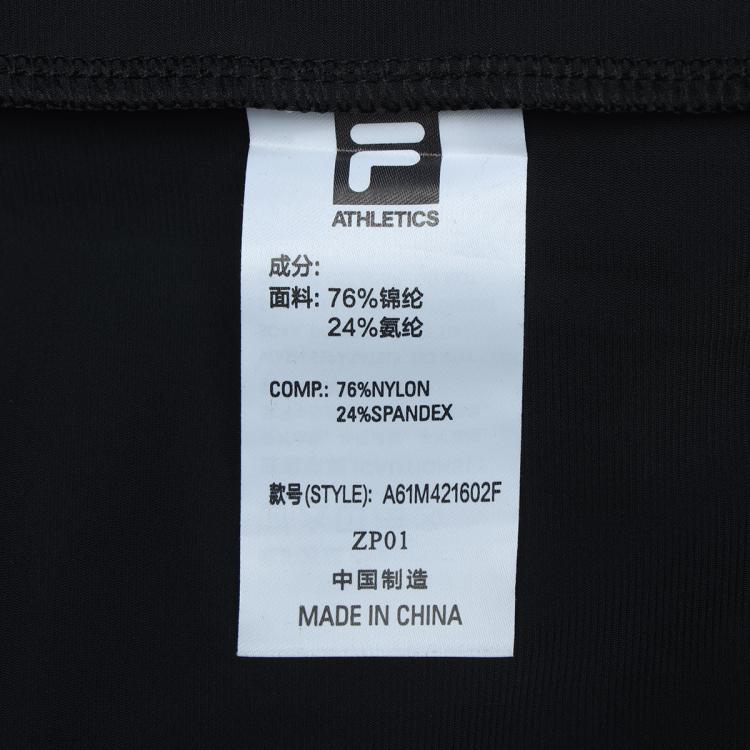 F
ATHLETICS
成分:
面料: 76%锦纶
24%氨纶
COMP.: 76%NYLON
24%SPANDEX
款号(STYLE): A61M421602F
ZP01
中国制造
MADE IN CHINA